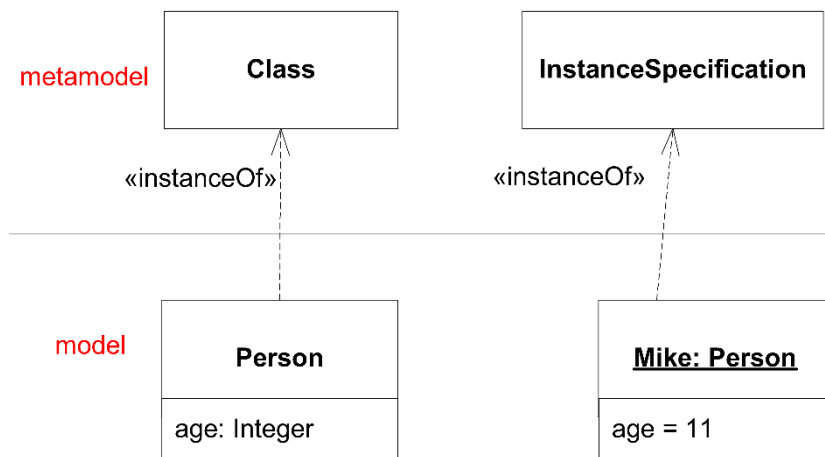 metamodel
Class
InstanceSpecification
«instanceOf»
«instanceOf»
model
Person
Mike: Person
age: Integer
age = 11